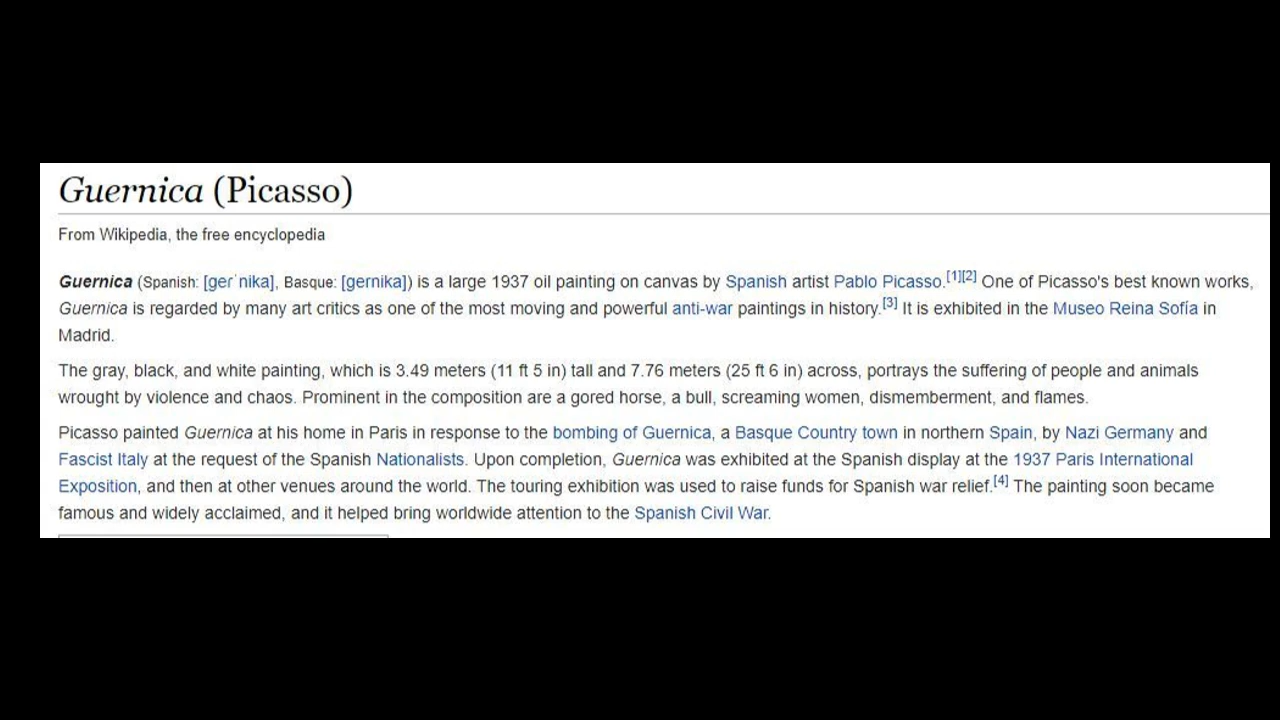 Guernica (Picasso)
From Wikipedia, the free encyclopedia
Guernica (Spanish: [ɡerˈnika], Basque: [ɡernika]) is a large 1937 oil painting on canvas by Spanish artist Pablo Picasso.[1][2] One of Picasso's best known works,
Guernica is regarded by many art critics as one of the most moving and powerful anti-war paintings in history.[3] It is exhibited in the Museo Reina Sofía in
Madrid.
The gray, black, and white painting, which is 3.49 meters (11 ft 5 in) tall and 7.76 meters (25 ft 6 in) across, portrays the suffering of people and animals
wrought by violence and chaos. Prominent in the composition are a gored horse, a bull, screaming women, dismemberment, and flames.
Picasso painted Guernica at his home in Paris in response to the bombing of Guernica, a Basque Country town in northern Spain, by Nazi Germany and
Fascist Italy at the request of the Spanish Nationalists. Upon completion, Guernica was exhibited at the Spanish display at the 1937 Paris International
Exposition, and then at other venues around the world. The touring exhibition was used to raise funds for Spanish war relief.[4] The painting soon became
famous and widely acclaimed, and it helped bring worldwide attention to the Spanish Civil War.